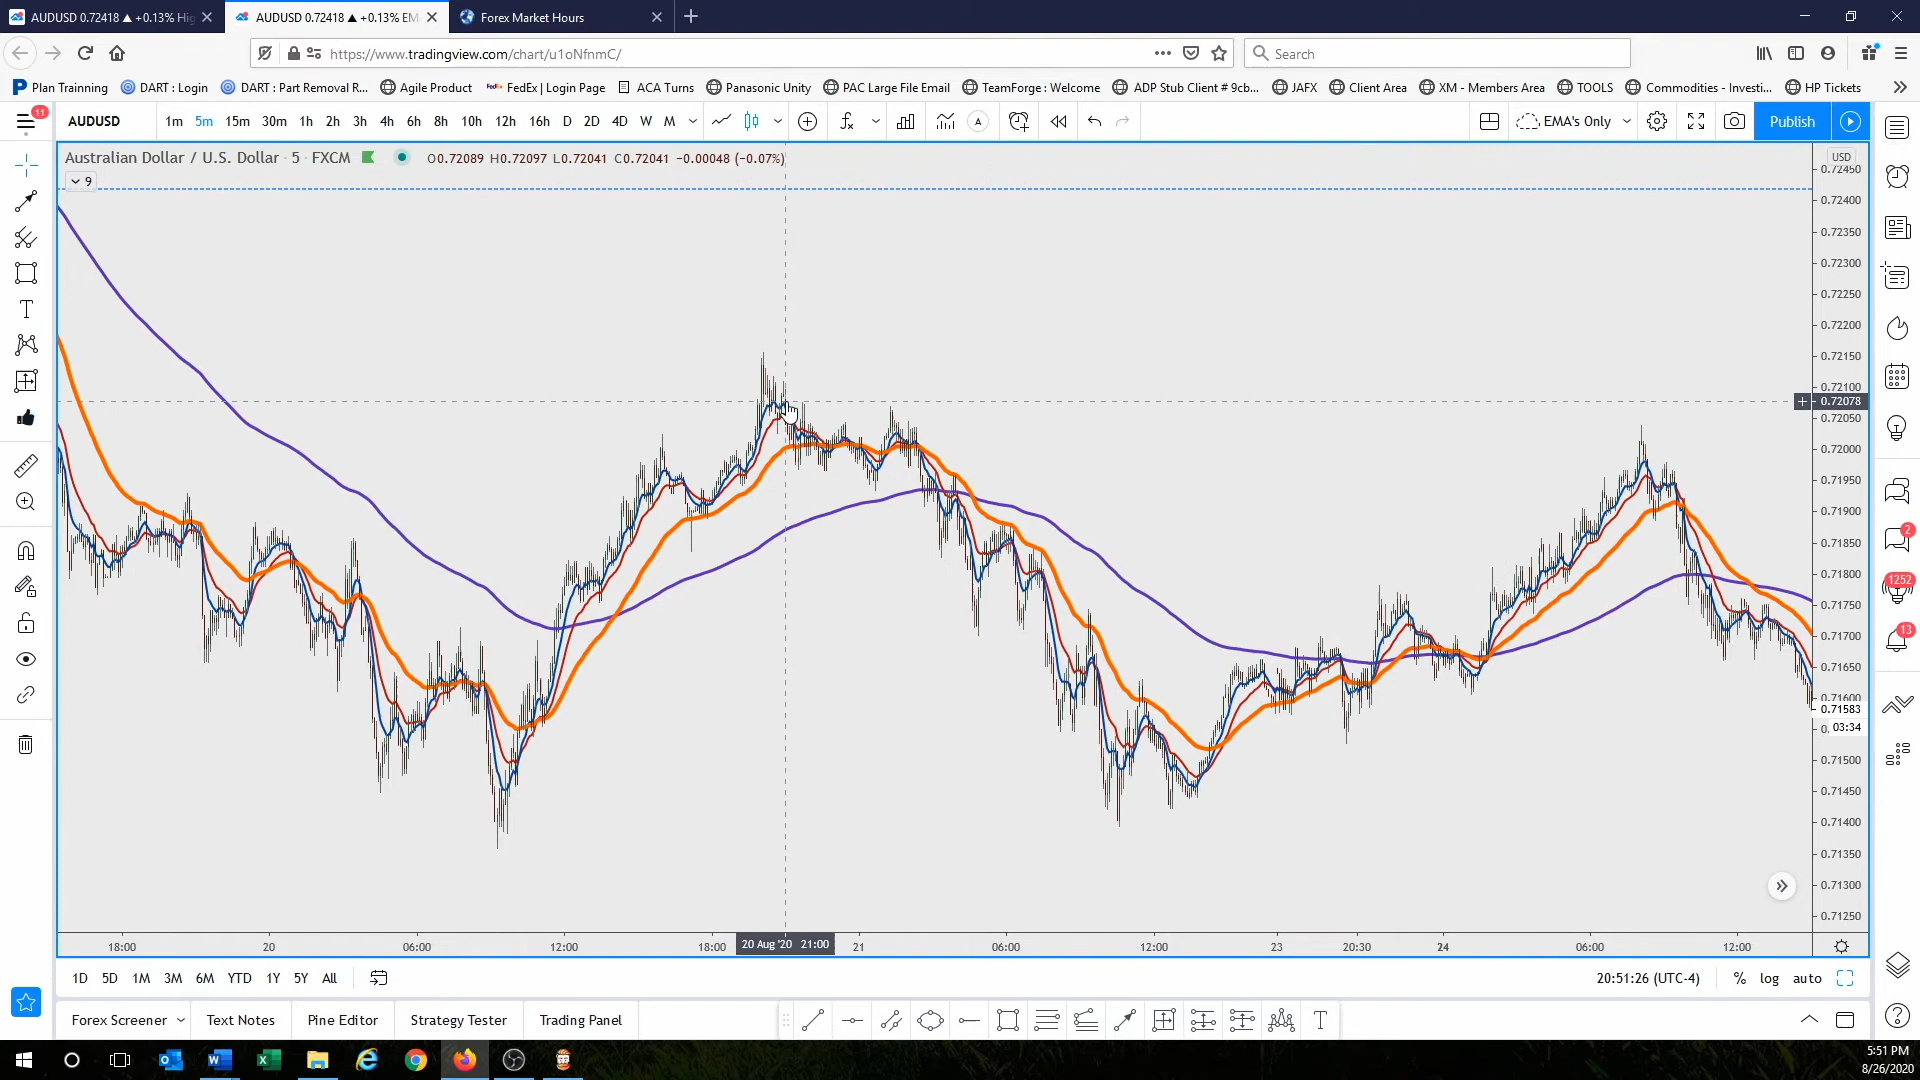 AUDUSD 0.72418 ▲ +0.13% Hig
AUDUSD 0.72418 ▲ +0.13% EM
Forex Market Hours
https://www.tradingview.com/chart/u1oNfnmC/
Search
Plan Trainning
DART : Login
DART : Part Removal R...
Agile Product
FedEx | Login Page
ACA Turns
Panasonic Unity
PAC Large File Email
TeamForge : Welcome
ADP Stub Client # 9cb...
JAFX
Client Area
XM - Members Area
TOOLS
Commodities - Investi...
HP Tickets
11
AUDUSD
1m 5m 15m 30m 1h 2h 3h 4h 6h 8h 10h 12h 16h D 2D 4D W M
A
EMA's Only
Publish
Australian Dollar / U.S. Dollar · 5 · FXCM
O0.72089 H0.72097 L0.72041 C0.72041 −0.00048 (−0.07%)
9
USD
0.72450
0.72400
0.72350
0.72300
0.72250
0.72200
0.72150
0.72100
0.72078
0.72050
0.72000
0.71950
0.71900
0.71850
0.71800
0.71750
0.71700
0.71650
0.71600
0.71583
03:34
0.71500
0.71450
0.71400
0.71350
0.71300
0.71250
2
1252
13
18:00 20 06:00 12:00 18:00 20 Aug '20 21:00 21 06:00 12:00 23 20:30 24 06:00 12:00
1D 5D 1M 3M 6M YTD 1Y 5Y All
20:51:26 (UTC-4) % log auto
Forex Screener
Text Notes
Pine Editor
Strategy Tester
Trading Panel
5:51 PM
8/26/2020